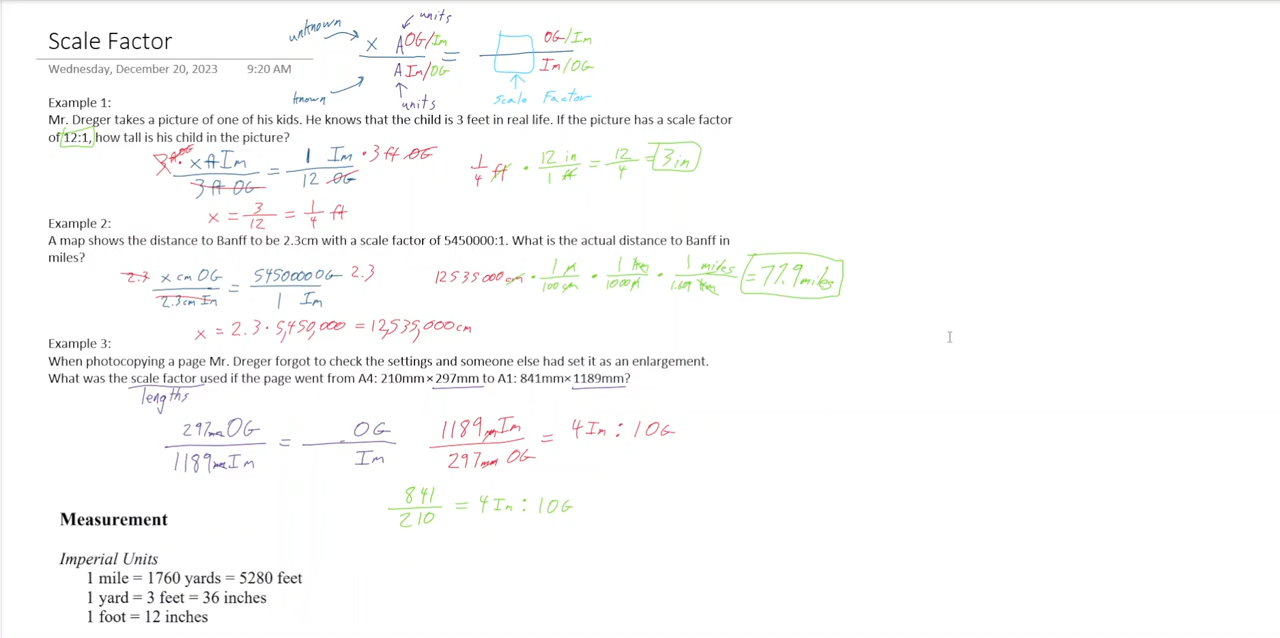 Scale Factor
Wednesday, December 20, 2023 9:20 AM
unknown → x A OG/Im = OG/Im
units
known A Im/OG Im/OG
units
Scale Factor
Example 1:
Mr. Dreger takes a picture of one of his kids. He knows that the child is 3 feet in real life. If the picture has a scale factor
of 12:1, how tall is his child in the picture?
3 ft OG · x ft Im / 3 ft OG = 1 Im / 12 OG · 3 ft OG
1/4 ft · 12 in / 1 ft = 12/4 = 3 in
x = 3/12 = 1/4 ft
Example 2:
A map shows the distance to Banff to be 2.3cm with a scale factor of 5450000:1. What is the actual distance to Banff in
miles?
2.3 x cm OG / 2.3 cm Im = 5450000 OG / 1 Im 2.3
12535000 cm · 1 m / 100 cm · 1 km / 1000 m · 1 miles / 1.609 km = 77.9 miles
x = 2.3 · 5,450,000 = 12,535,000 cm
Example 3:
When photocopying a page Mr. Dreger forgot to check the settings and someone else had set it as an enlargement.
What was the scale factor used if the page went from A4: 210mm×297mm to A1: 841mm×1189mm?
lengths
297mm OG / 1189mm Im = OG / Im
1189mm Im / 297mm OG = 4 Im : 1 OG
841 / 210 = 4 Im : 1 OG
Measurement
Imperial Units
1 mile = 1760 yards = 5280 feet
1 yard = 3 feet = 36 inches
1 foot = 12 inches